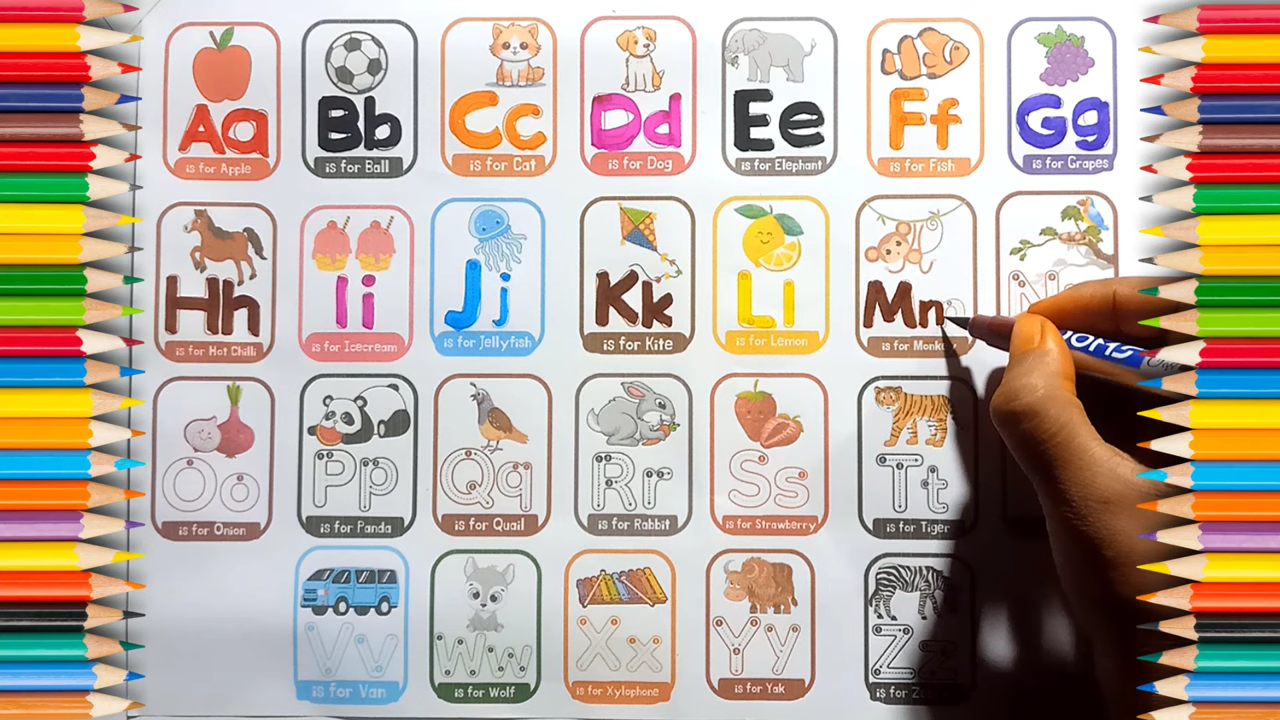 Aa
is for Apple
Bb
is for Ball
Cc
is for Cat
Dd
is for Dog
Ee
is for Elephant
Ff
is for Fish
Gg
is for Grapes
Hh
is for Hot Chilli
Ii
is for Icecream
Jj
is for Jellyfish
Kk
is for Kite
Ll
is for Lemon
Mm
is for Monkey
N
Oo
is for Onion
Pp
is for Panda
Qq
is for Quail
Rr
is for Rabbit
Ss
is for Strawberry
Tt
is for Tiger
Vv
is for Van
Ww
is for Wolf
Xx
is for Xylophone
Yy
is for Yak
Zz
is for